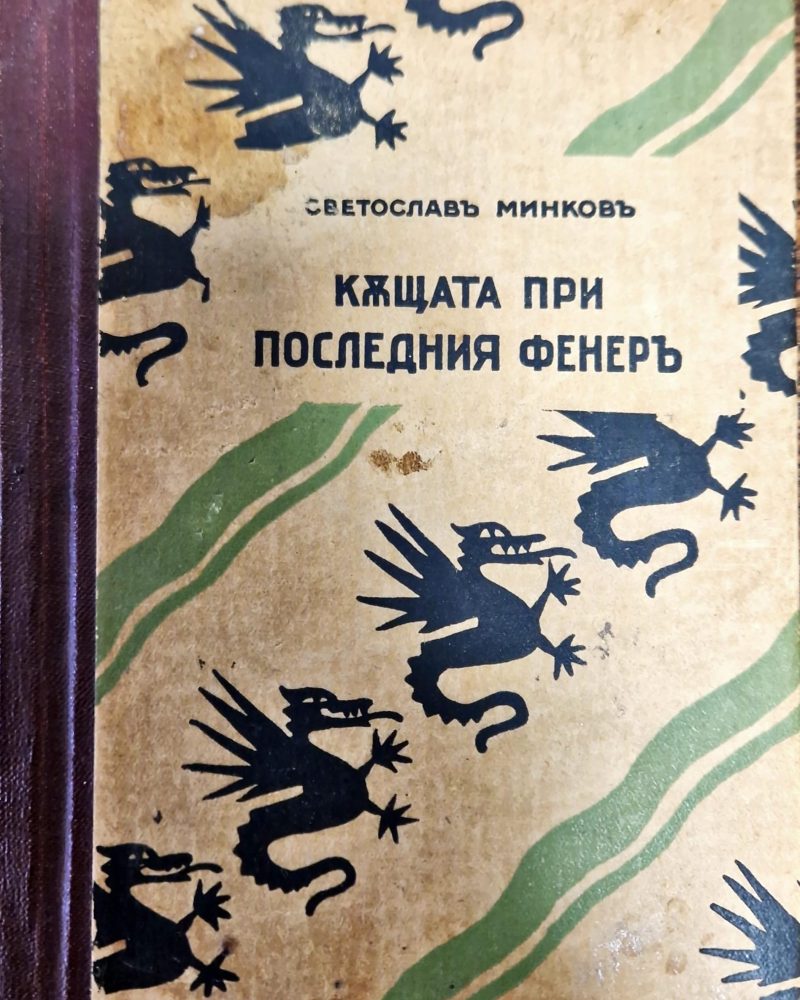 СВЕТОСЛАВЪ МИНКОВЪ
КѪЩАТА ПРИ
ПОСЛЕДНИЯ ФЕНЕРЪ